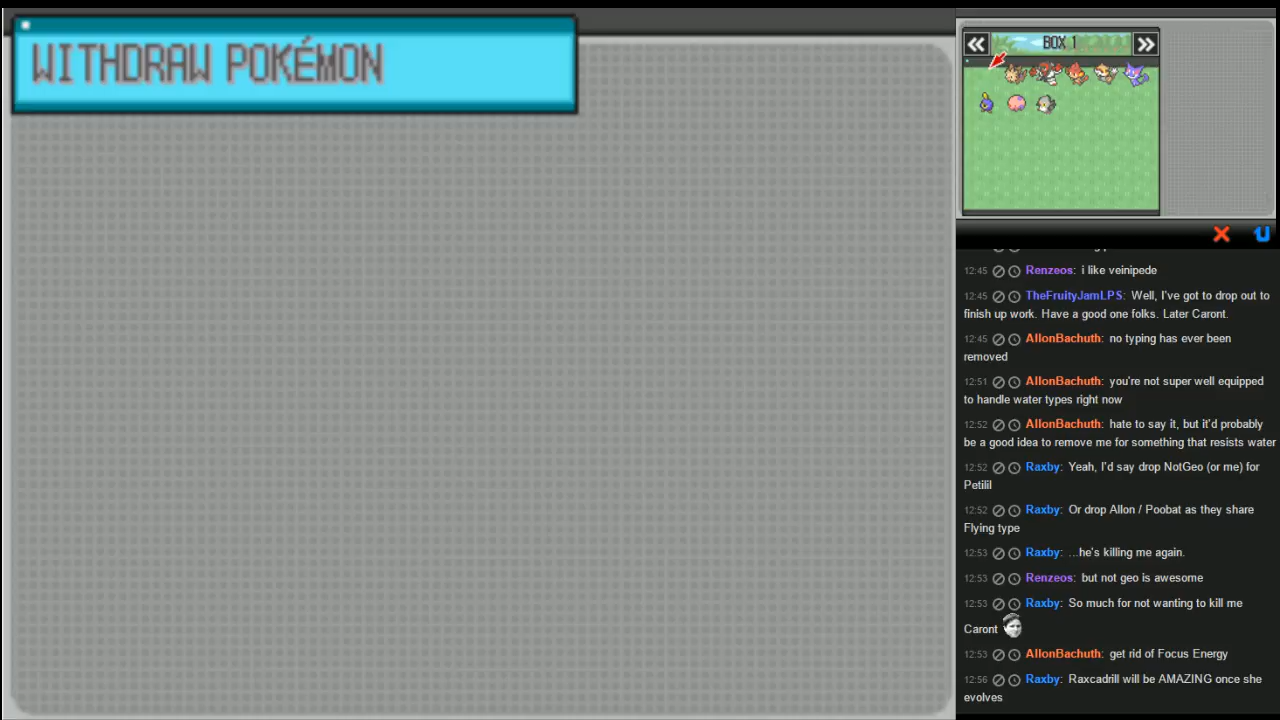 WITHDRAW POKÉMON
BOX 1
12:45 Renzeos: i like veinipede
12:45 TheFruityJamLPS: Well, I've got to drop out to
finish up work. Have a good one folks. Later Caront.
12:45 AllonBachuth: no typing has ever been
removed
12:51 AllonBachuth: you're not super well equipped
to handle water types right now
12:52 AllonBachuth: hate to say it, but it'd probably
be a good idea to remove me for something that resists water
12:52 Raxby: Yeah, I'd say drop NotGeo (or me) for
Petilil
12:52 Raxby: Or drop Allon / Poobat as they share
Flying type
12:53 Raxby: ...he's killing me again.
12:53 Renzeos: but not geo is awesome
12:53 Raxby: So much for not wanting to kill me
Caront
12:53 AllonBachuth: get rid of Focus Energy
12:56 Raxby: Raxcadrill will be AMAZING once she
evolves